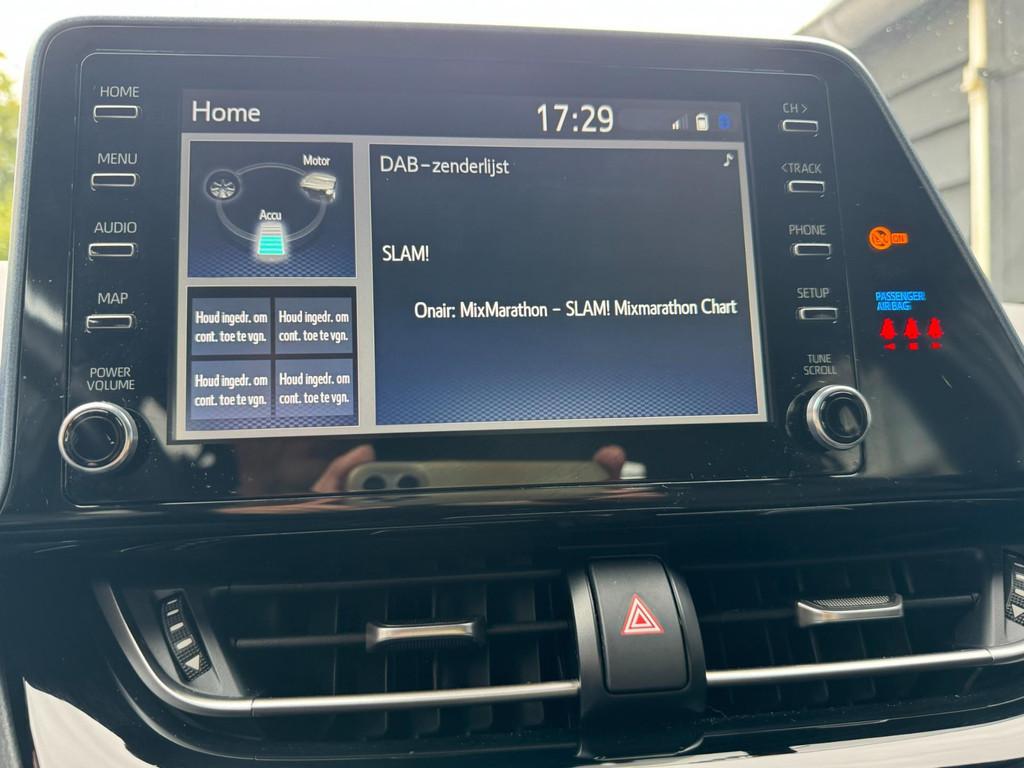 HOME
MENU
AUDIO
MAP
POWER
VOLUME
Home
17:29
Motor
Accu
Houd ingedr. om
cont. toe te vgn.
Houd ingedr. om
cont. toe te vgn.
Houd ingedr. om
cont. toe te vgn.
Houd ingedr. om
cont. toe te vgn.
DAB-zenderlijst
SLAM!
Onair: MixMarathon - SLAM! Mixmarathon Chart
CH >
<TRACK
PHONE
SETUP
TUNE
SCROLL
ON
PASSENGER
AIRBAG